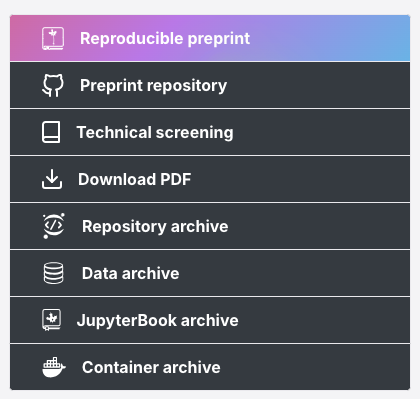 Reproducible preprint
Preprint repository
Technical screening
Download PDF
Repository archive
Data archive
JupyterBook archive
Container archive